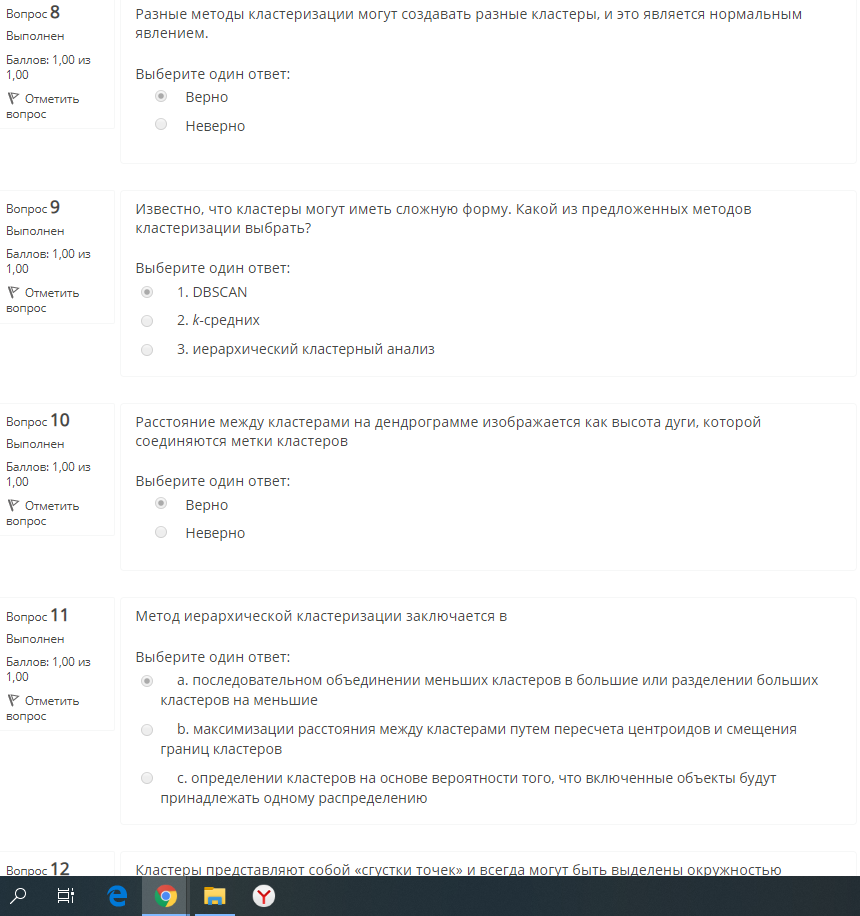 Вопрос 8
Выполнен
Баллов: 1,00 из
1,00
Отметить
вопрос
Разные методы кластеризации могут создавать разные кластеры, и это является нормальным
явлением.
Выберите один ответ:
Верно
Неверно
Вопрос 9
Выполнен
Баллов: 1,00 из
1,00
Отметить
вопрос
Известно, что кластеры могут иметь сложную форму. Какой из предложенных методов
кластеризации выбрать?
Выберите один ответ:
1. DBSCAN
2. k-средних
3. иерархический кластерный анализ
Вопрос 10
Выполнен
Баллов: 1,00 из
1,00
Отметить
вопрос
Расстояние между кластерами на дендрограмме изображается как высота дуги, которой
соединяются метки кластеров
Выберите один ответ:
Верно
Неверно
Вопрос 11
Выполнен
Баллов: 1,00 из
1,00
Отметить
вопрос
Метод иерархической кластеризации заключается в
Выберите один ответ:
a. последовательном объединении меньших кластеров в большие или разделении больших
кластеров на меньшие
b. максимизации расстояния между кластерами путем пересчета центроидов и смещения
границ кластеров
c. определении кластеров на основе вероятности того, что включенные объекты будут
принадлежать одному распределению
Вопрос 12
Кластеры представляют собой «сгустки точек» и всегда могут быть выделены окружностью